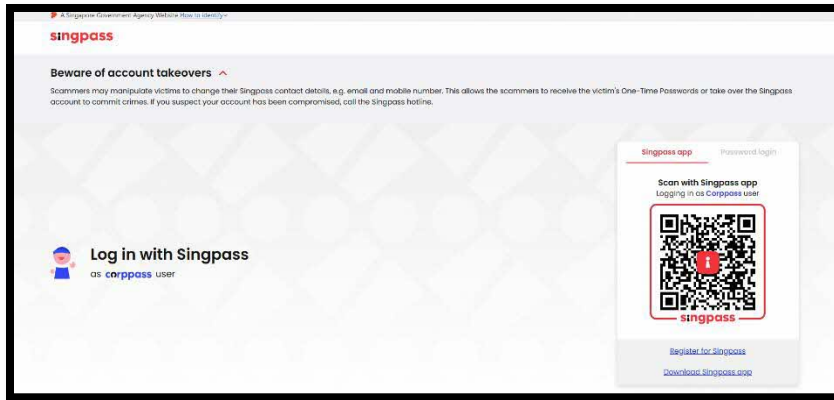 A Singapore Government Agency Website How to identify
singpass
Beware of account takeovers
Scammers may manipulate victims to change their Singpass contact details, e.g. email and mobile number. This allows the scammers to receive the victim's One-Time Passwords or take over the Singpass
account to commit crimes. If you suspect your account has been compromised, call the Singpass hotline.
Singpass app Password login
Scan with Singpass app
Logging in as Corppass user
singpass
Log in with Singpass
as corppass user
Register for Singpass
Download Singpass app